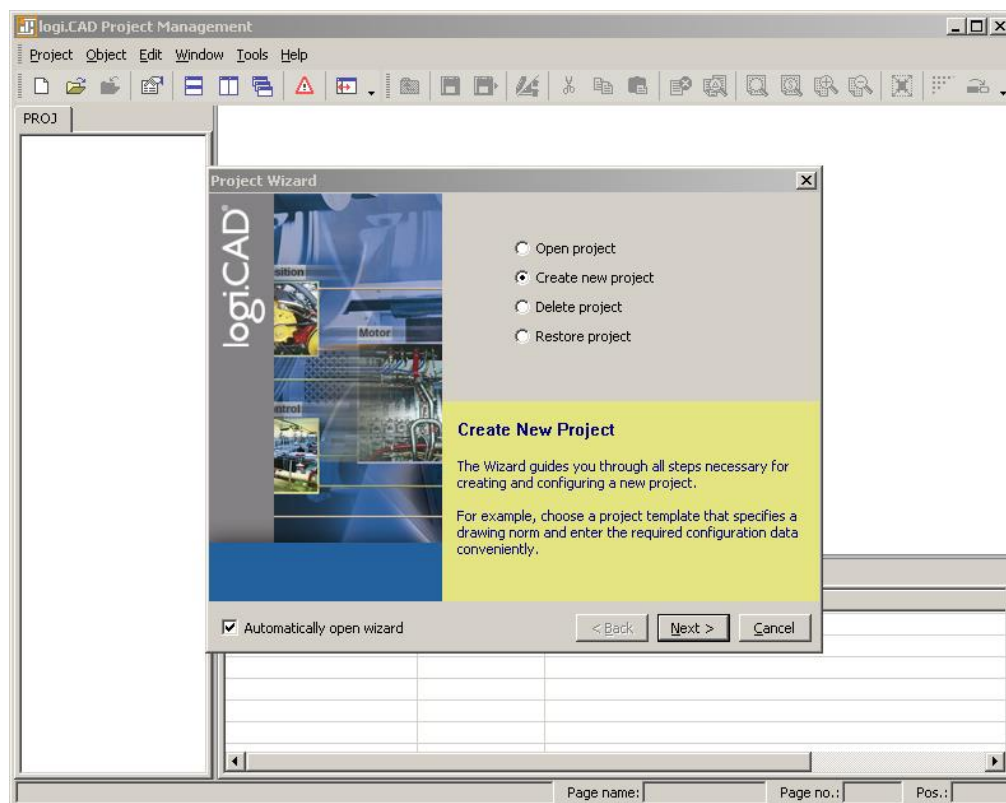 logi.CAD Project Management
Project Object Edit Window Tools Help
PROJ
Project Wizard
logi.CAD
sition
Motor
ntrol
Open project
Create new project
Delete project
Restore project
Create New Project
The Wizard guides you through all steps necessary for
creating and configuring a new project.
For example, choose a project template that specifies a
drawing norm and enter the required configuration data
conveniently.
Automatically open wizard
< Back Next > Cancel
Page name: Page no.: Pos.: